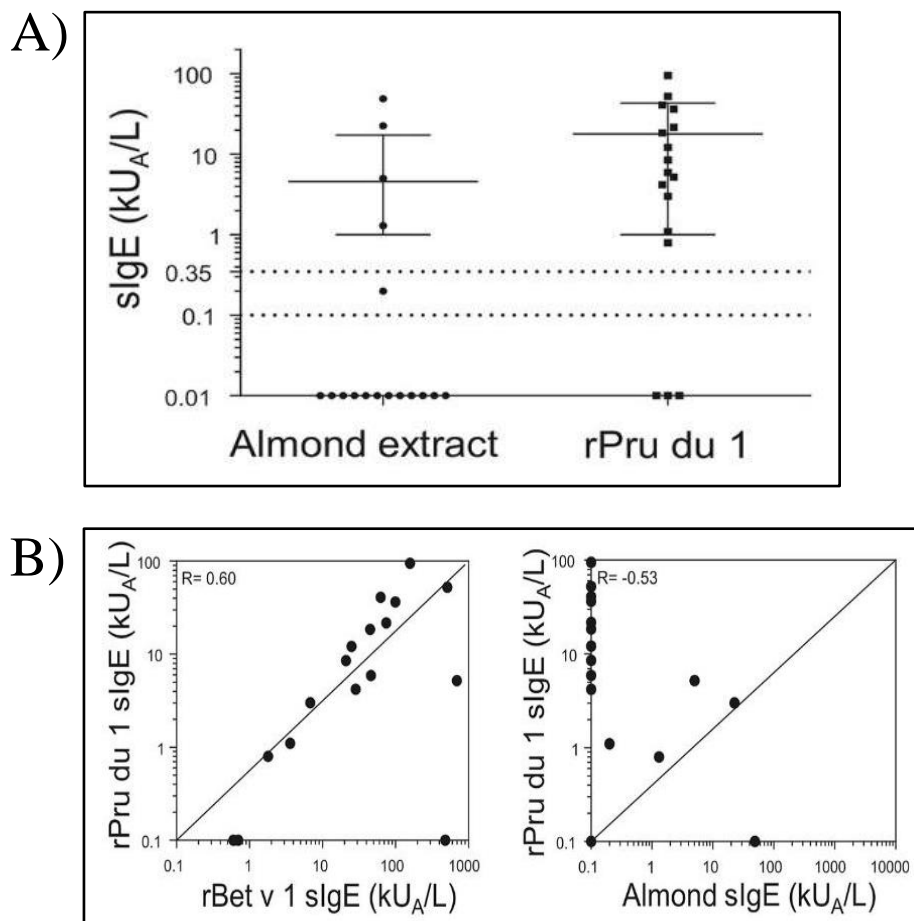 A)
sIgE (kUA/L)
100
10
1
0.35
0.1
0.01
Almond extract rPru du 1
B)
rPru du 1 sIgE (kUA/L)
100
10
1
0.1
R= 0.60
0.1 1 10 100 1000
rBet v 1 sIgE (kUA/L)
rPru du 1 sIgE (kUA/L)
100
10
1
0.1
R= -0.53
0.1 1 10 100 1000 10000
Almond sIgE (kUA/L)